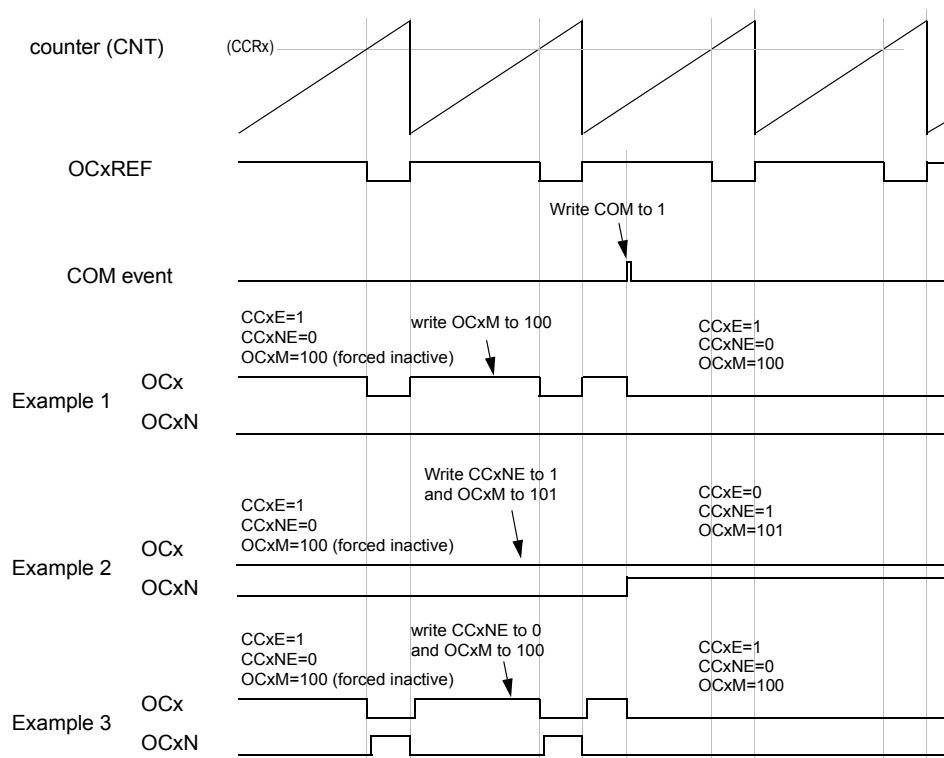 counter (CNT)
(CCRx)
OCxREF
Write COM to 1
COM event
CCxE=1
CCxNE=0
OCxM=100 (forced inactive)
write OCxM to 100
CCxE=1
CCxNE=0
OCxM=100
Example 1
OCx
OCxN
Write CCxNE to 1
and OCxM to 101
CCxE=1
CCxNE=0
OCxM=100 (forced inactive)
CCxE=0
CCxNE=1
OCxM=101
Example 2
OCx
OCxN
write CCxNE to 0
and OCxM to 100
CCxE=1
CCxNE=0
OCxM=100 (forced inactive)
CCxE=1
CCxNE=0
OCxM=100
Example 3
OCx
OCxN